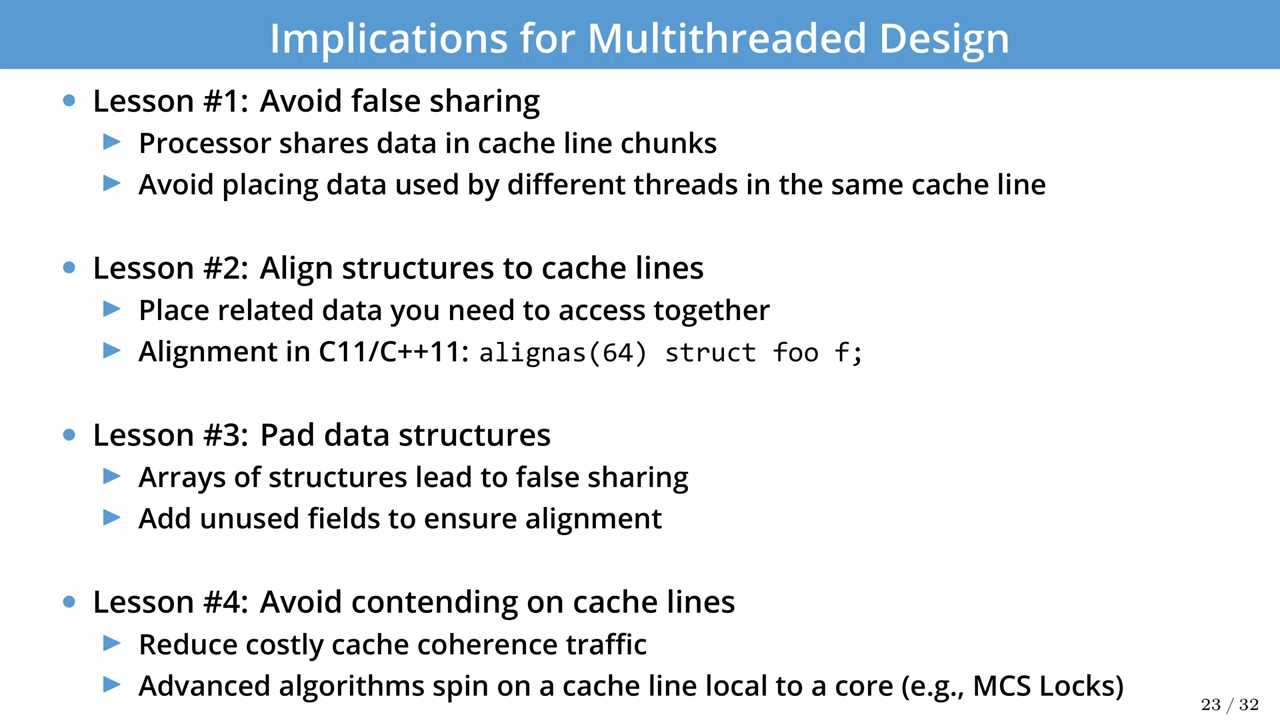 Implications for Multithreaded Design
• Lesson #1: Avoid false sharing
▶ Processor shares data in cache line chunks
▶ Avoid placing data used by different threads in the same cache line
• Lesson #2: Align structures to cache lines
▶ Place related data you need to access together
▶ Alignment in C11/C++11: alignas(64) struct foo f;
• Lesson #3: Pad data structures
▶ Arrays of structures lead to false sharing
▶ Add unused fields to ensure alignment
• Lesson #4: Avoid contending on cache lines
▶ Reduce costly cache coherence traffic
▶ Advanced algorithms spin on a cache line local to a core (e.g., MCS Locks)
23 / 32